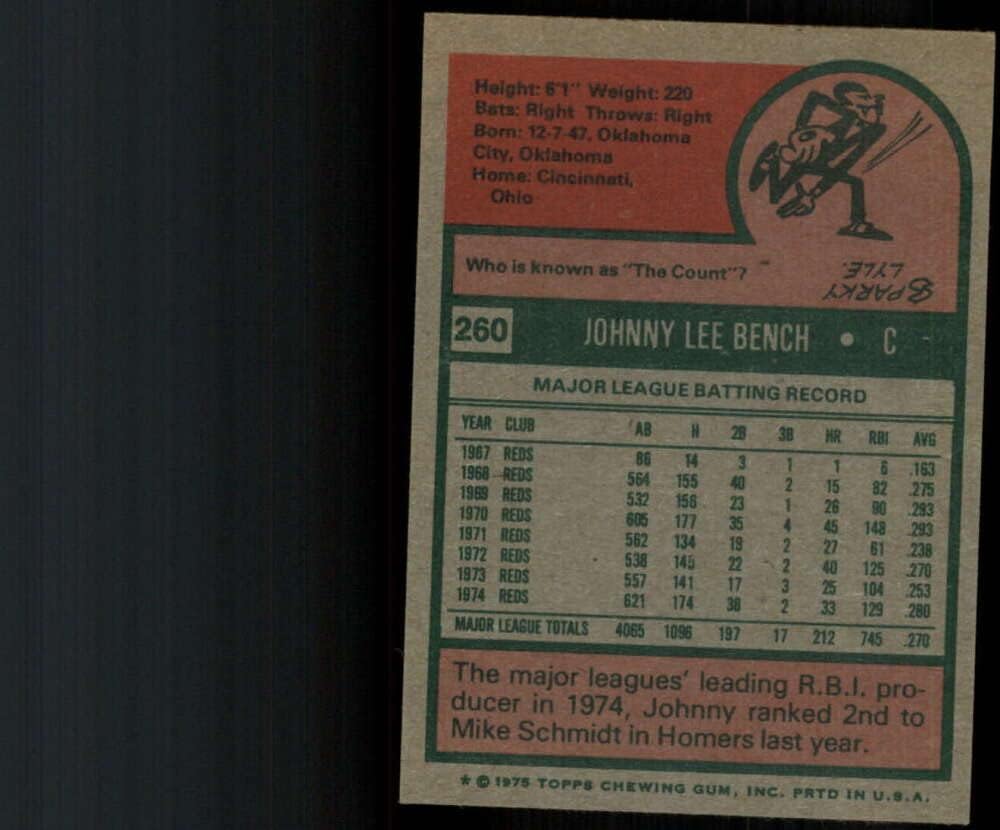 Height: 6'1" Weight: 220
Bats: Right Throws: Right
Born: 12-7-47, Oklahoma
City, Oklahoma
Home: Cincinnati,
Ohio
Who is known as "The Count"?
SPARKY
LYLE.
260 JOHNNY LEE BENCH • C
MAJOR LEAGUE BATTING RECORD
YEAR CLUB AB H 2B 3B HR RBI AVG
1967 REDS 86 14 3 1 1 6 .163
1968 REDS 564 155 40 2 15 82 .275
1969 REDS 532 156 23 1 26 90 .293
1970 REDS 605 177 35 4 45 148 .293
1971 REDS 562 134 19 2 27 61 .238
1972 REDS 538 145 22 2 40 125 .270
1973 REDS 557 141 17 3 25 104 .253
1974 REDS 621 174 38 2 33 129 .280
MAJOR LEAGUE TOTALS 4065 1096 197 17 212 745 .270
The major leagues' leading R.B.I. pro-
ducer in 1974, Johnny ranked 2nd to
Mike Schmidt in Homers last year.
* © 1975 TOPPS CHEWING GUM, INC. PRTD IN U.S.A.